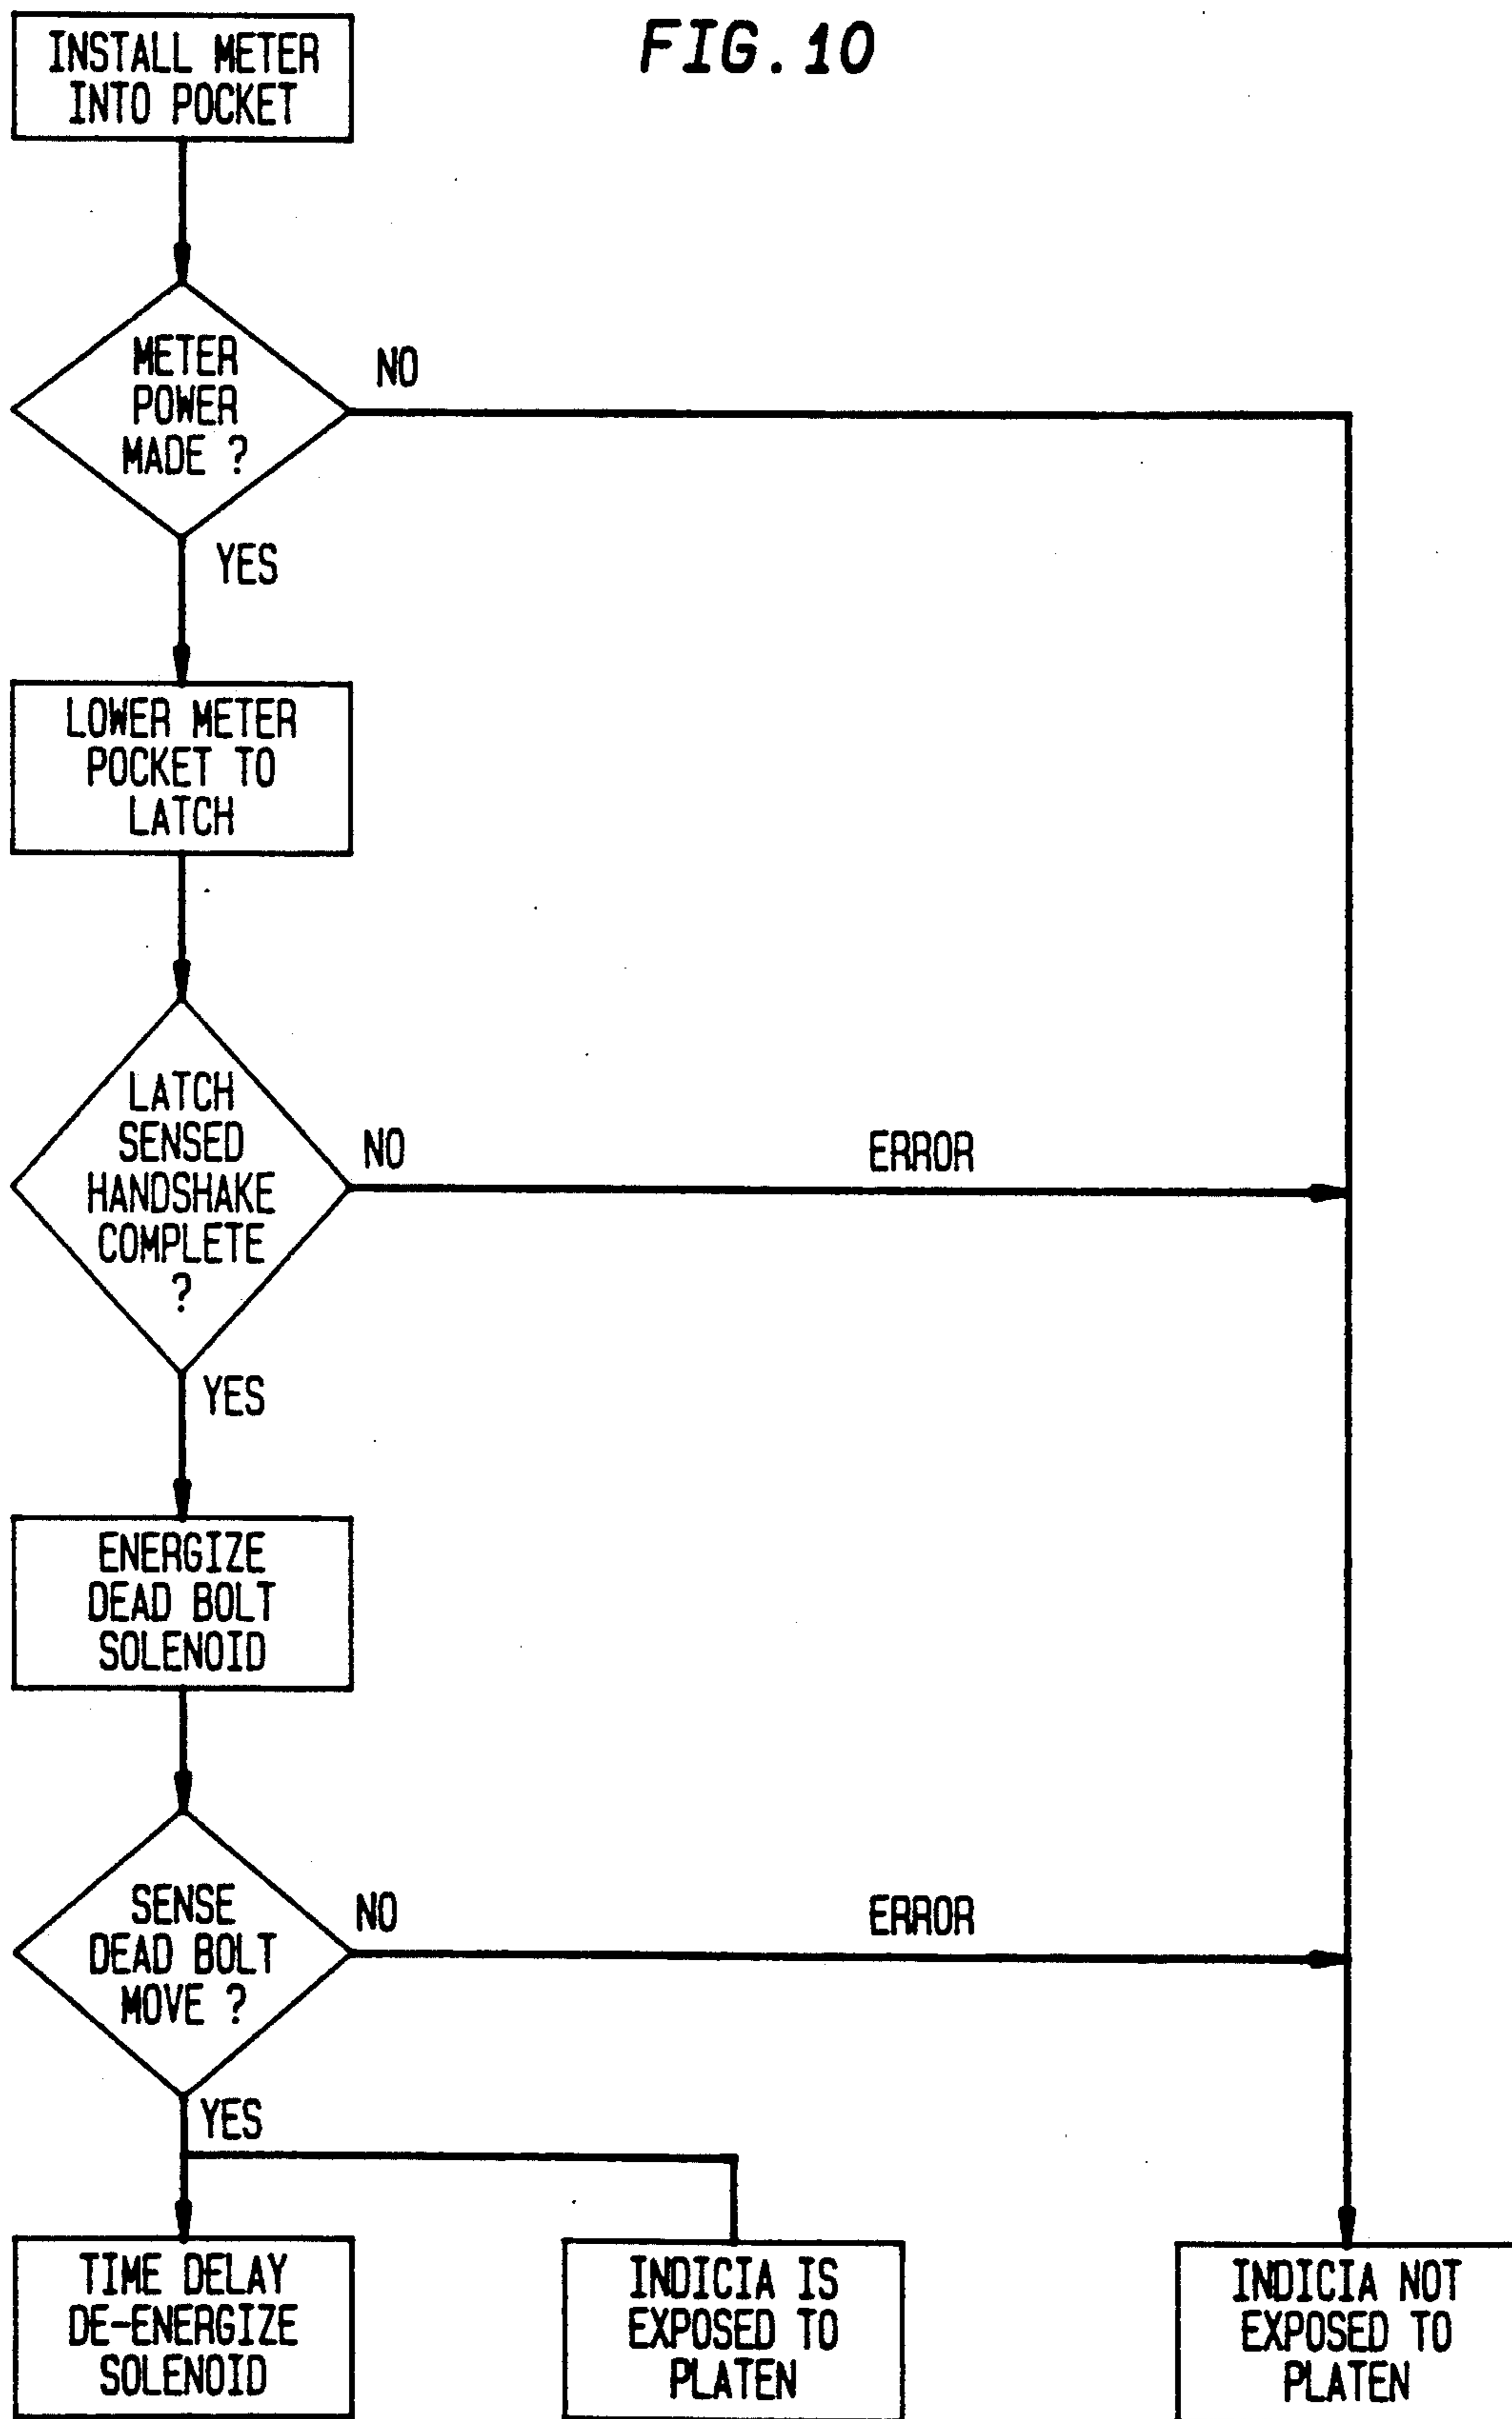 FIG. 10
INSTALL METER
INTO POCKET
METER
POWER
MADE ?
NO
YES
LOWER METER
POCKET TO
LATCH
LATCH
SENSED
HANDSHAKE
COMPLETE
?
NO
ERROR
YES
ENERGIZE
DEAD BOLT
SOLENOID
SENSE
DEAD BOLT
MOVE ?
NO
ERROR
YES
TIME DELAY
DE-ENERGIZE
SOLENOID
INDICIA IS
EXPOSED TO
PLATEN
INDICIA NOT
EXPOSED TO
PLATEN